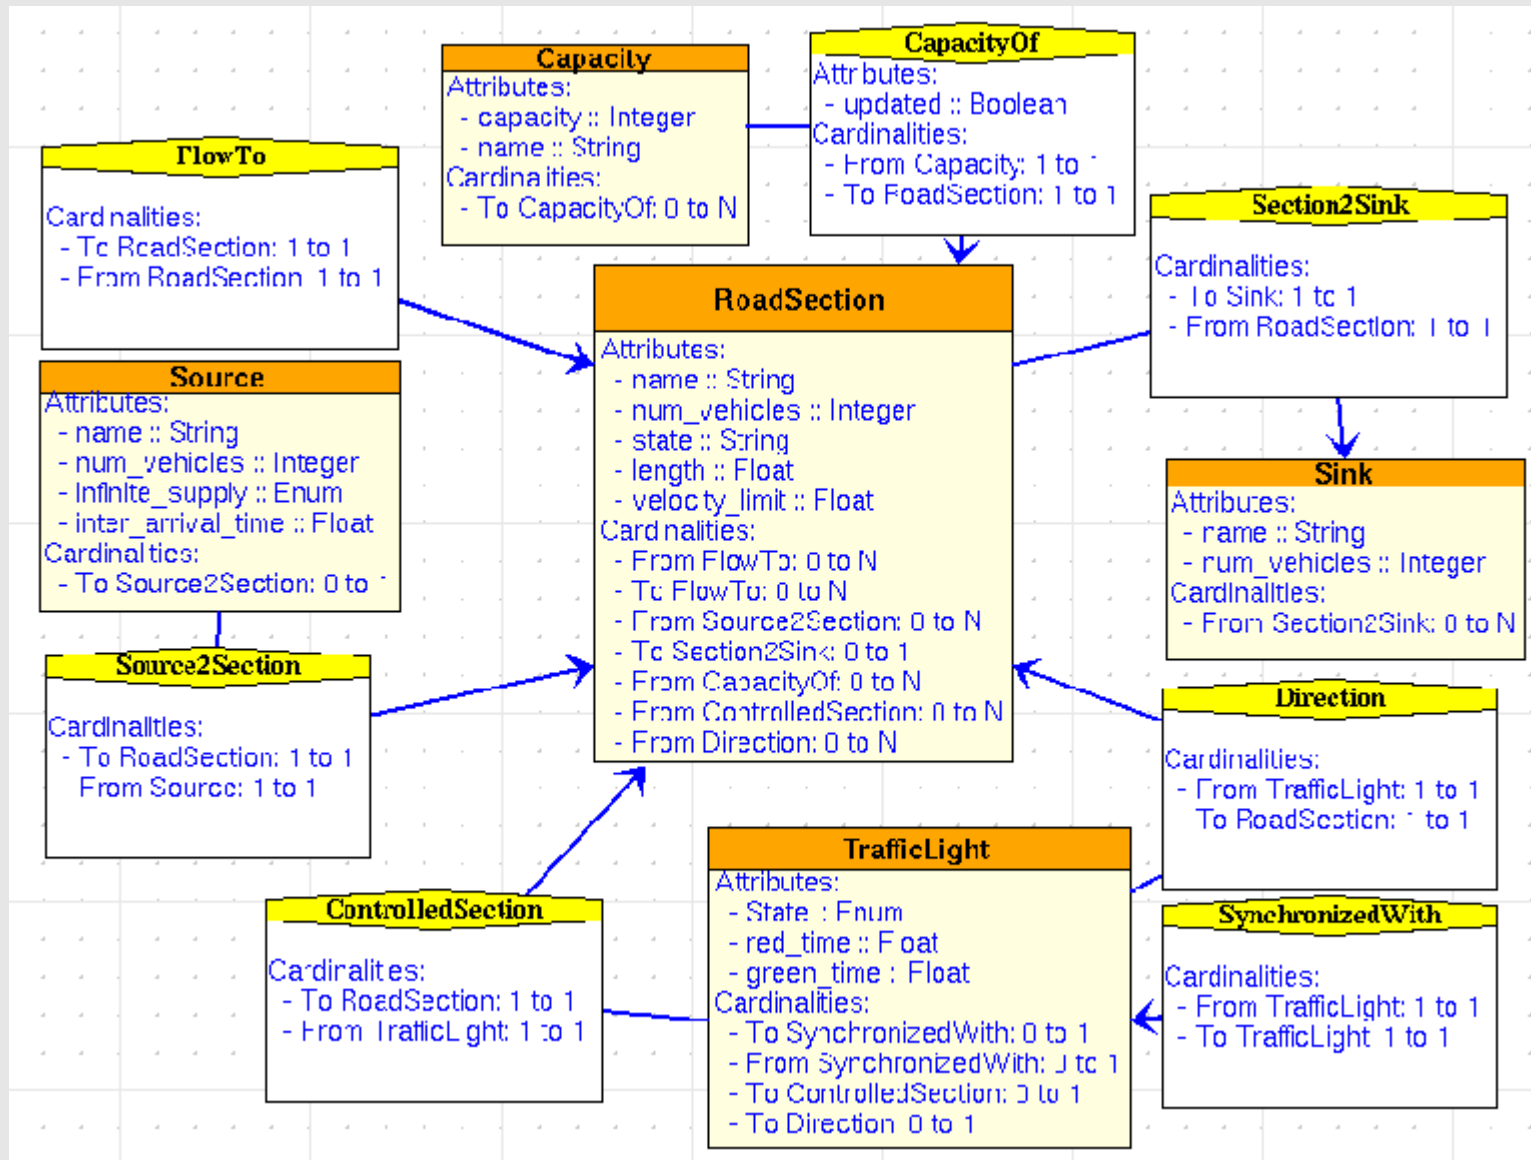 Capacity
Attributes:
- capacity :: Integer
- name :: String
Cardinalities:
- To CapacityOf: 0 to N
CapacityOf
Attributes:
- updated :: Boolean
Cardinalities:
- From Capacity: 1 to 1
- To RoadSection: 1 to 1
FlowTo
Cardinalities:
- To RoadSection: 1 to 1
- From RoadSection 1 to 1
Section2Sink
Cardinalities:
- To Sink: 1 to 1
- From RoadSection: 1 to 1
RoadSection
Attributes:
- name :: String
- num_vehicles :: Integer
- state :: String
- length :: Float
- velocity_limit :: Float
Cardinalities:
- From FlowTo: 0 to N
- To FlowTo: 0 to N
- From Source2Section: 0 to N
- To Section2Sink: 0 to 1
- From CapacityOf: 0 to N
- From ControlledSection: 0 to N
- From Direction: 0 to N
Source
Attributes:
- name :: String
- num_vehicles :: Integer
- infinite_supply :: Enum
- inter_arrival_time :: Float
Cardinalities:
- To Source2Section: 0 to 1
Sink
Attributes:
- name :: String
- num_vehicles :: Integer
Cardinalities:
- From Section2Sink: 0 to N
Source2Section
Cardinalities:
- To RoadSection: 1 to 1
From Source: 1 to 1
Direction
Cardinalities:
- From TrafficLight: 1 to 1
To RoadSection: 1 to 1
TrafficLight
Attributes:
- State : Enum
- red_time :: Float
- green_time : Float
Cardinalities:
- To SynchronizedWith: 0 to 1
- From SynchronizedWith: 0 to 1
- To ControlledSection: 0 to 1
- To Direction 0 to 1
ControlledSection
Cardinalities:
- To RoadSection: 1 to 1
- From TrafficLight: 1 to 1
SynchronizedWith
Cardinalities:
- From TrafficLight: 1 to 1
- To TrafficLight 1 to 1